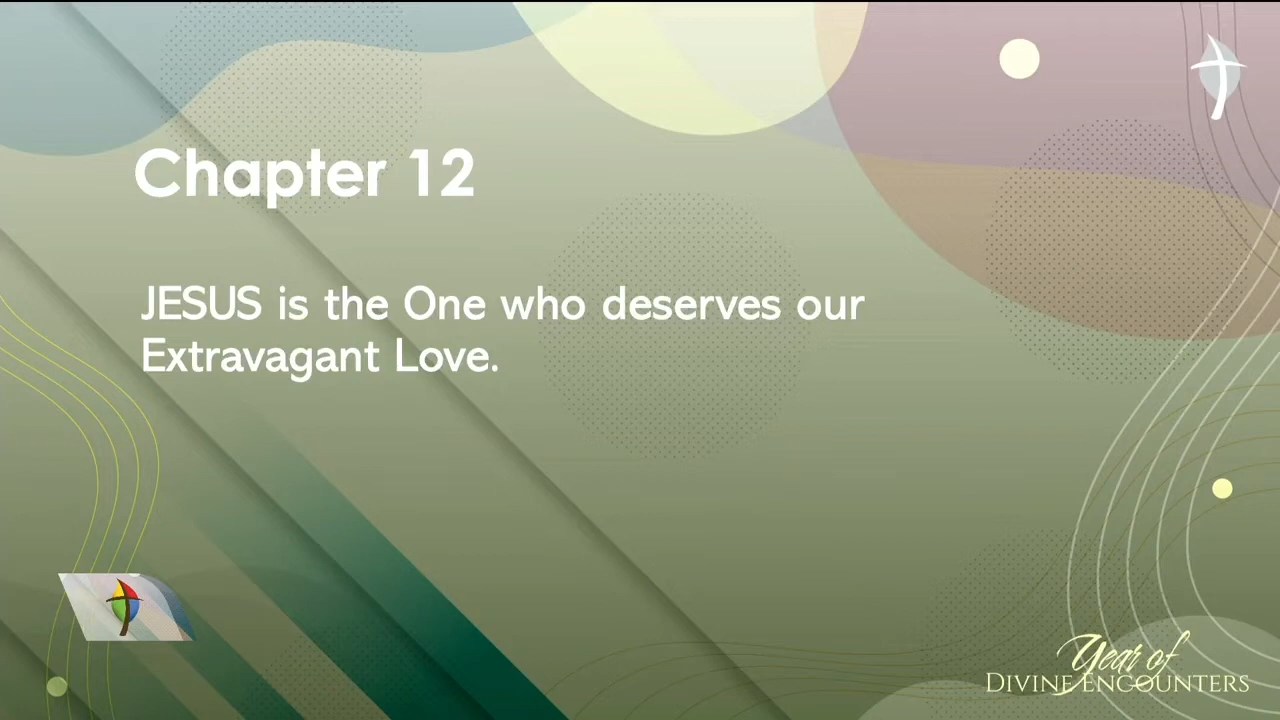 Chapter 12
JESUS is the One who deserves our
Extravagant Love.
Year of
DIVINE ENCOUNTERS